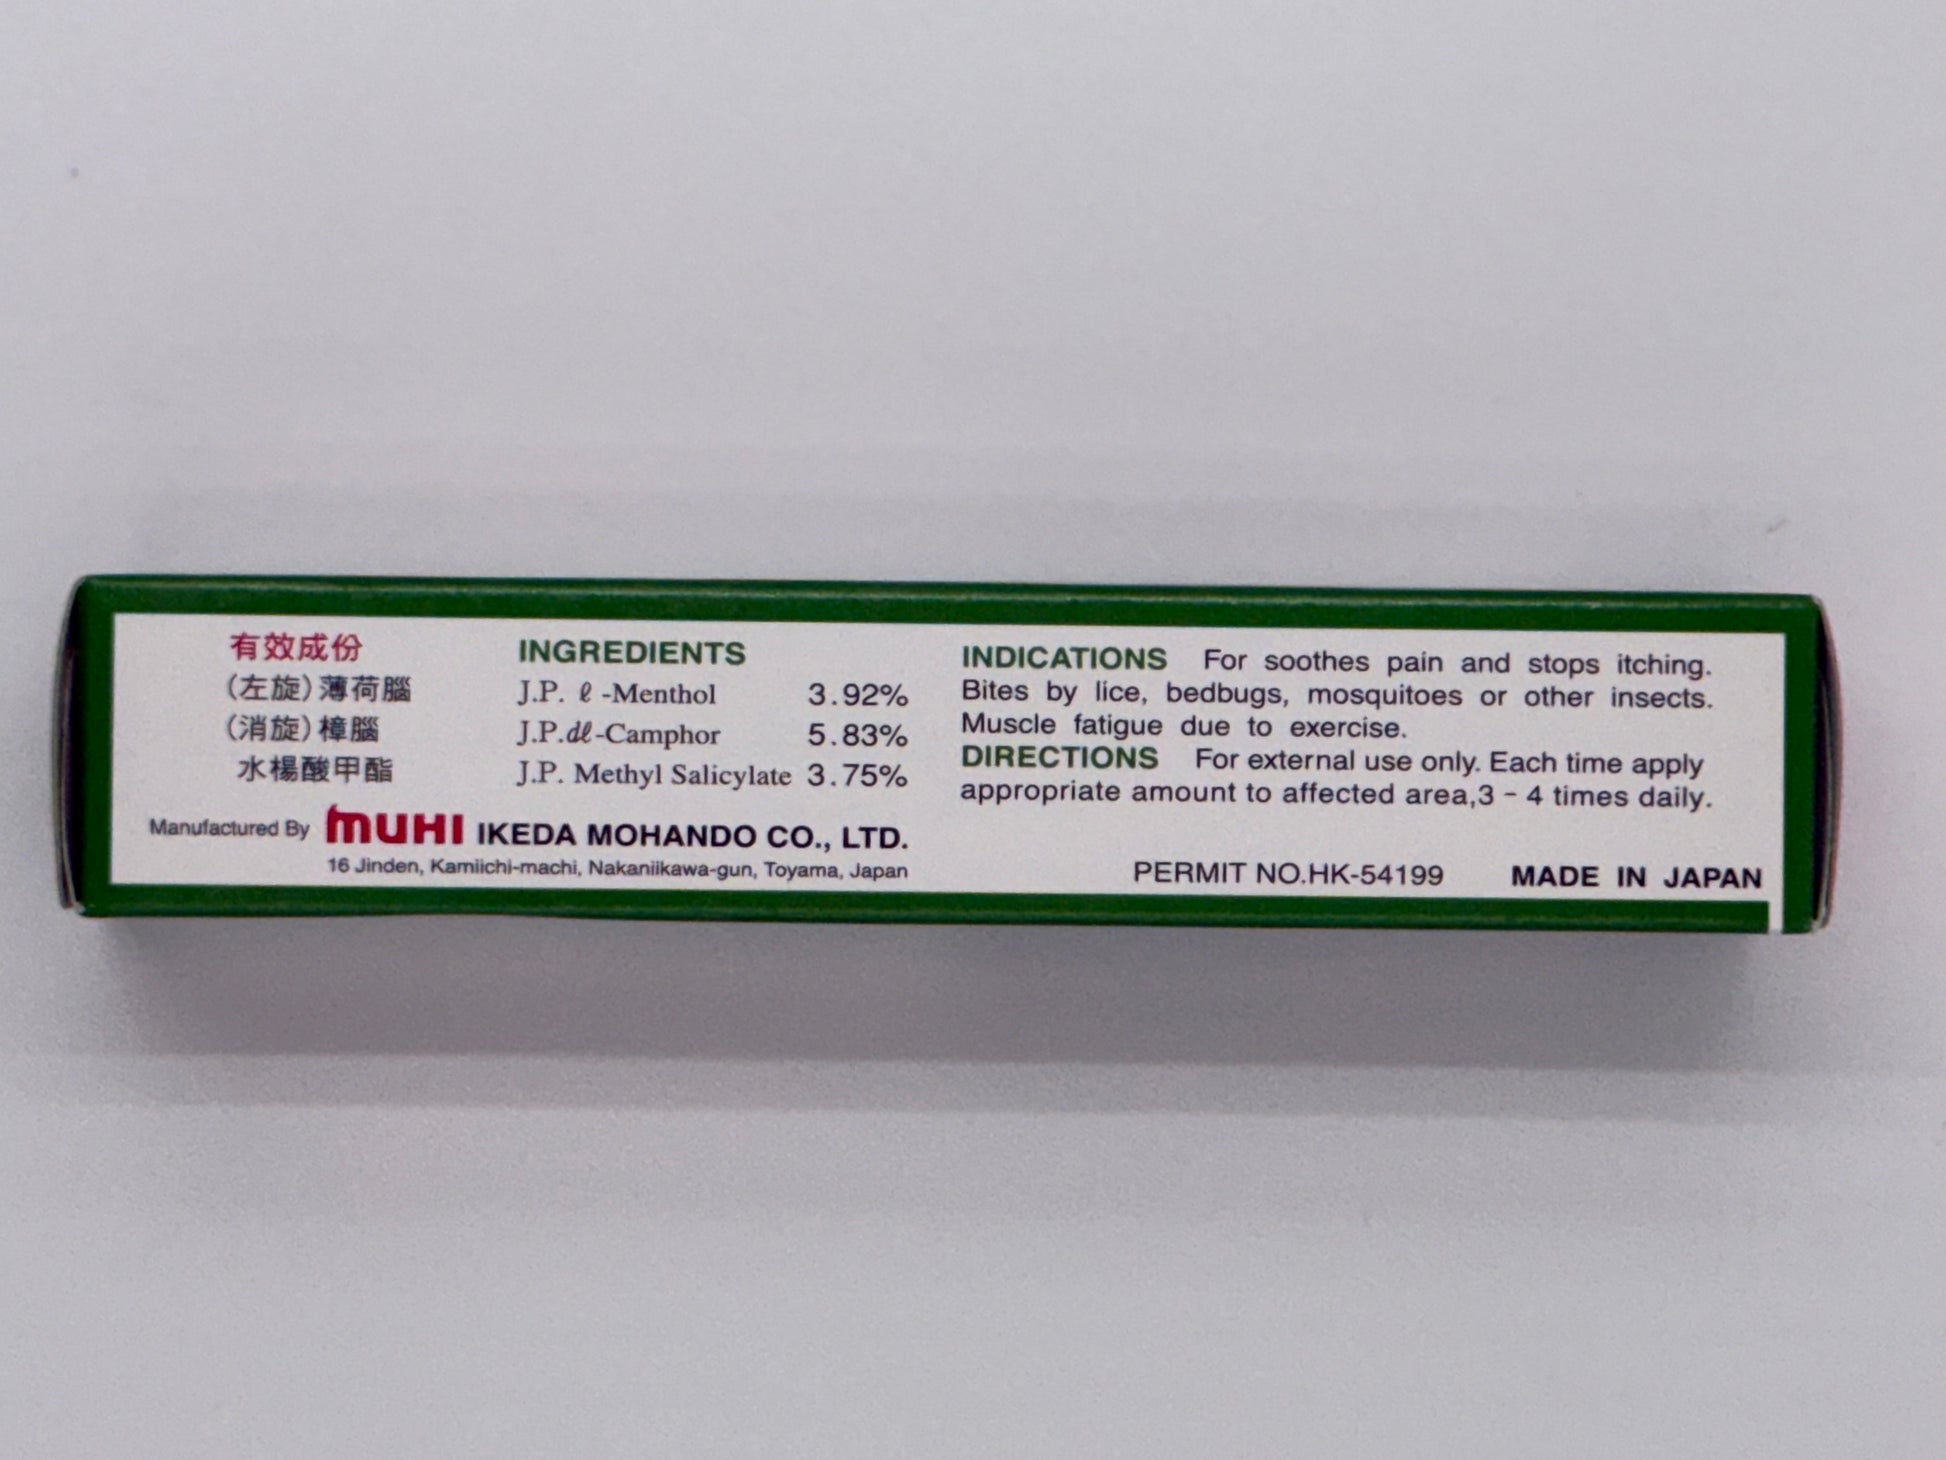 有效成份 INGREDIENTS
(左旋)薄荷腦 J.P. ℓ -Menthol 3.92%
(消旋)樟腦 J.P.dℓ-Camphor 5.83%
水楊酸甲酯 J.P. Methyl Salicylate 3.75%
Manufactured By MUHI IKEDA MOHANDO CO., LTD.
16 Jinden, Kamiichi-machi, Nakaniikawa-gun, Toyama, Japan
INDICATIONS For soothes pain and stops itching.
Bites by lice, bedbugs, mosquitoes or other insects.
Muscle fatigue due to exercise.
DIRECTIONS For external use only. Each time apply
appropriate amount to affected area,3 - 4 times daily.
PERMIT NO.HK-54199 MADE IN JAPAN